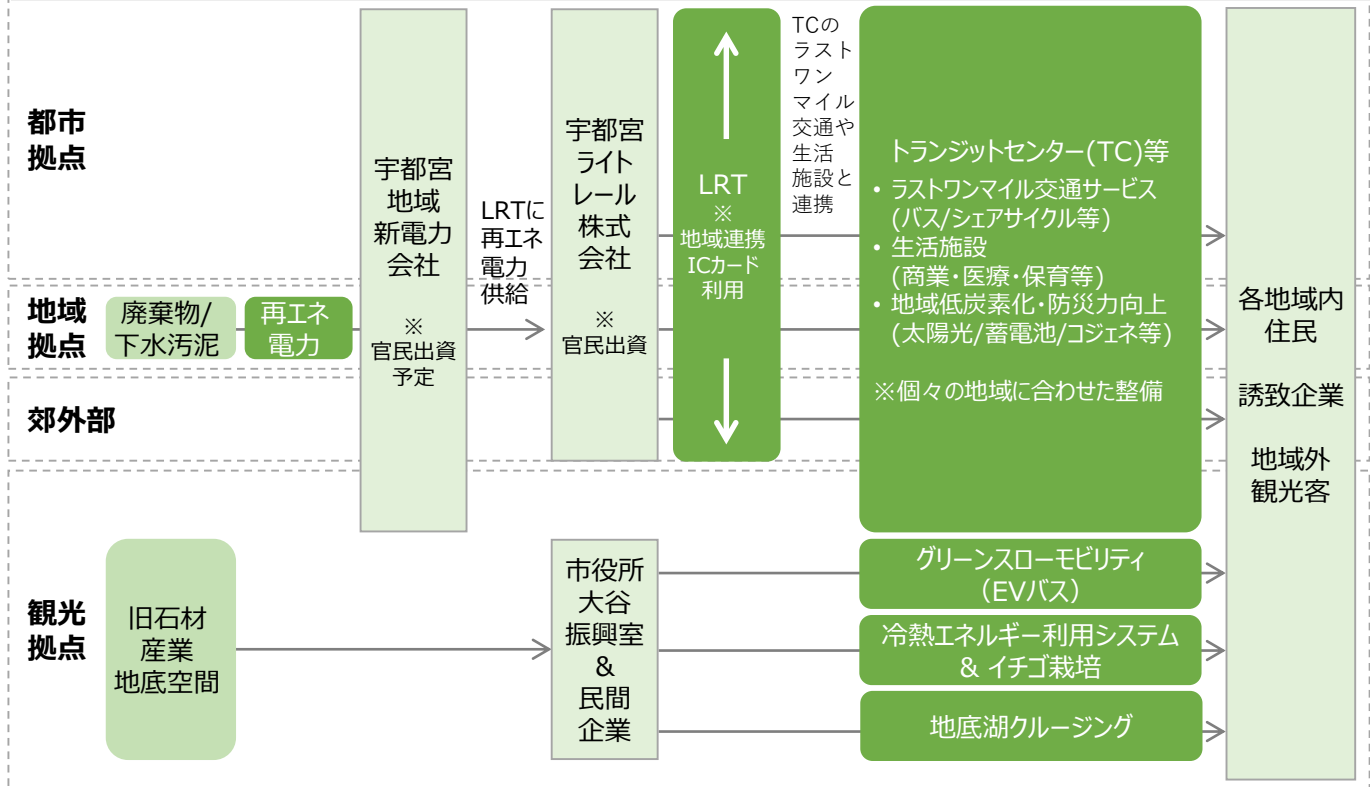 都市
拠点
地域
拠点
郊外部
観光
拠点
廃棄物/
下水汚泥
再エネ
電力
宇都宮
地域
新電力
会社
※
官民出資
予定
LRTに
再エネ
電力
供給
宇都宮
ライト
レール
株式
会社
※
官民出資
LRT
※
地域連携
ICカード
利用
TCの
ラスト
ワン
マイル
交通や
生活
施設と
連携
トランジットセンター(TC)等
• ラストワンマイル交通サービス
(バス/シェアサイクル等)
• 生活施設
(商業・医療・保育等)
• 地域低炭素化・防災力向上
(太陽光/蓄電池/コジェネ等)
※個々の地域に合わせた整備
各地域内
住民
誘致企業
地域外
観光客
旧石材
産業
地底空間
市役所
大谷
振興室
&
民間
企業
グリーンスローモビリティ
(EVバス)
冷熱エネルギー利用システム
& イチゴ栽培
地底湖クルージング